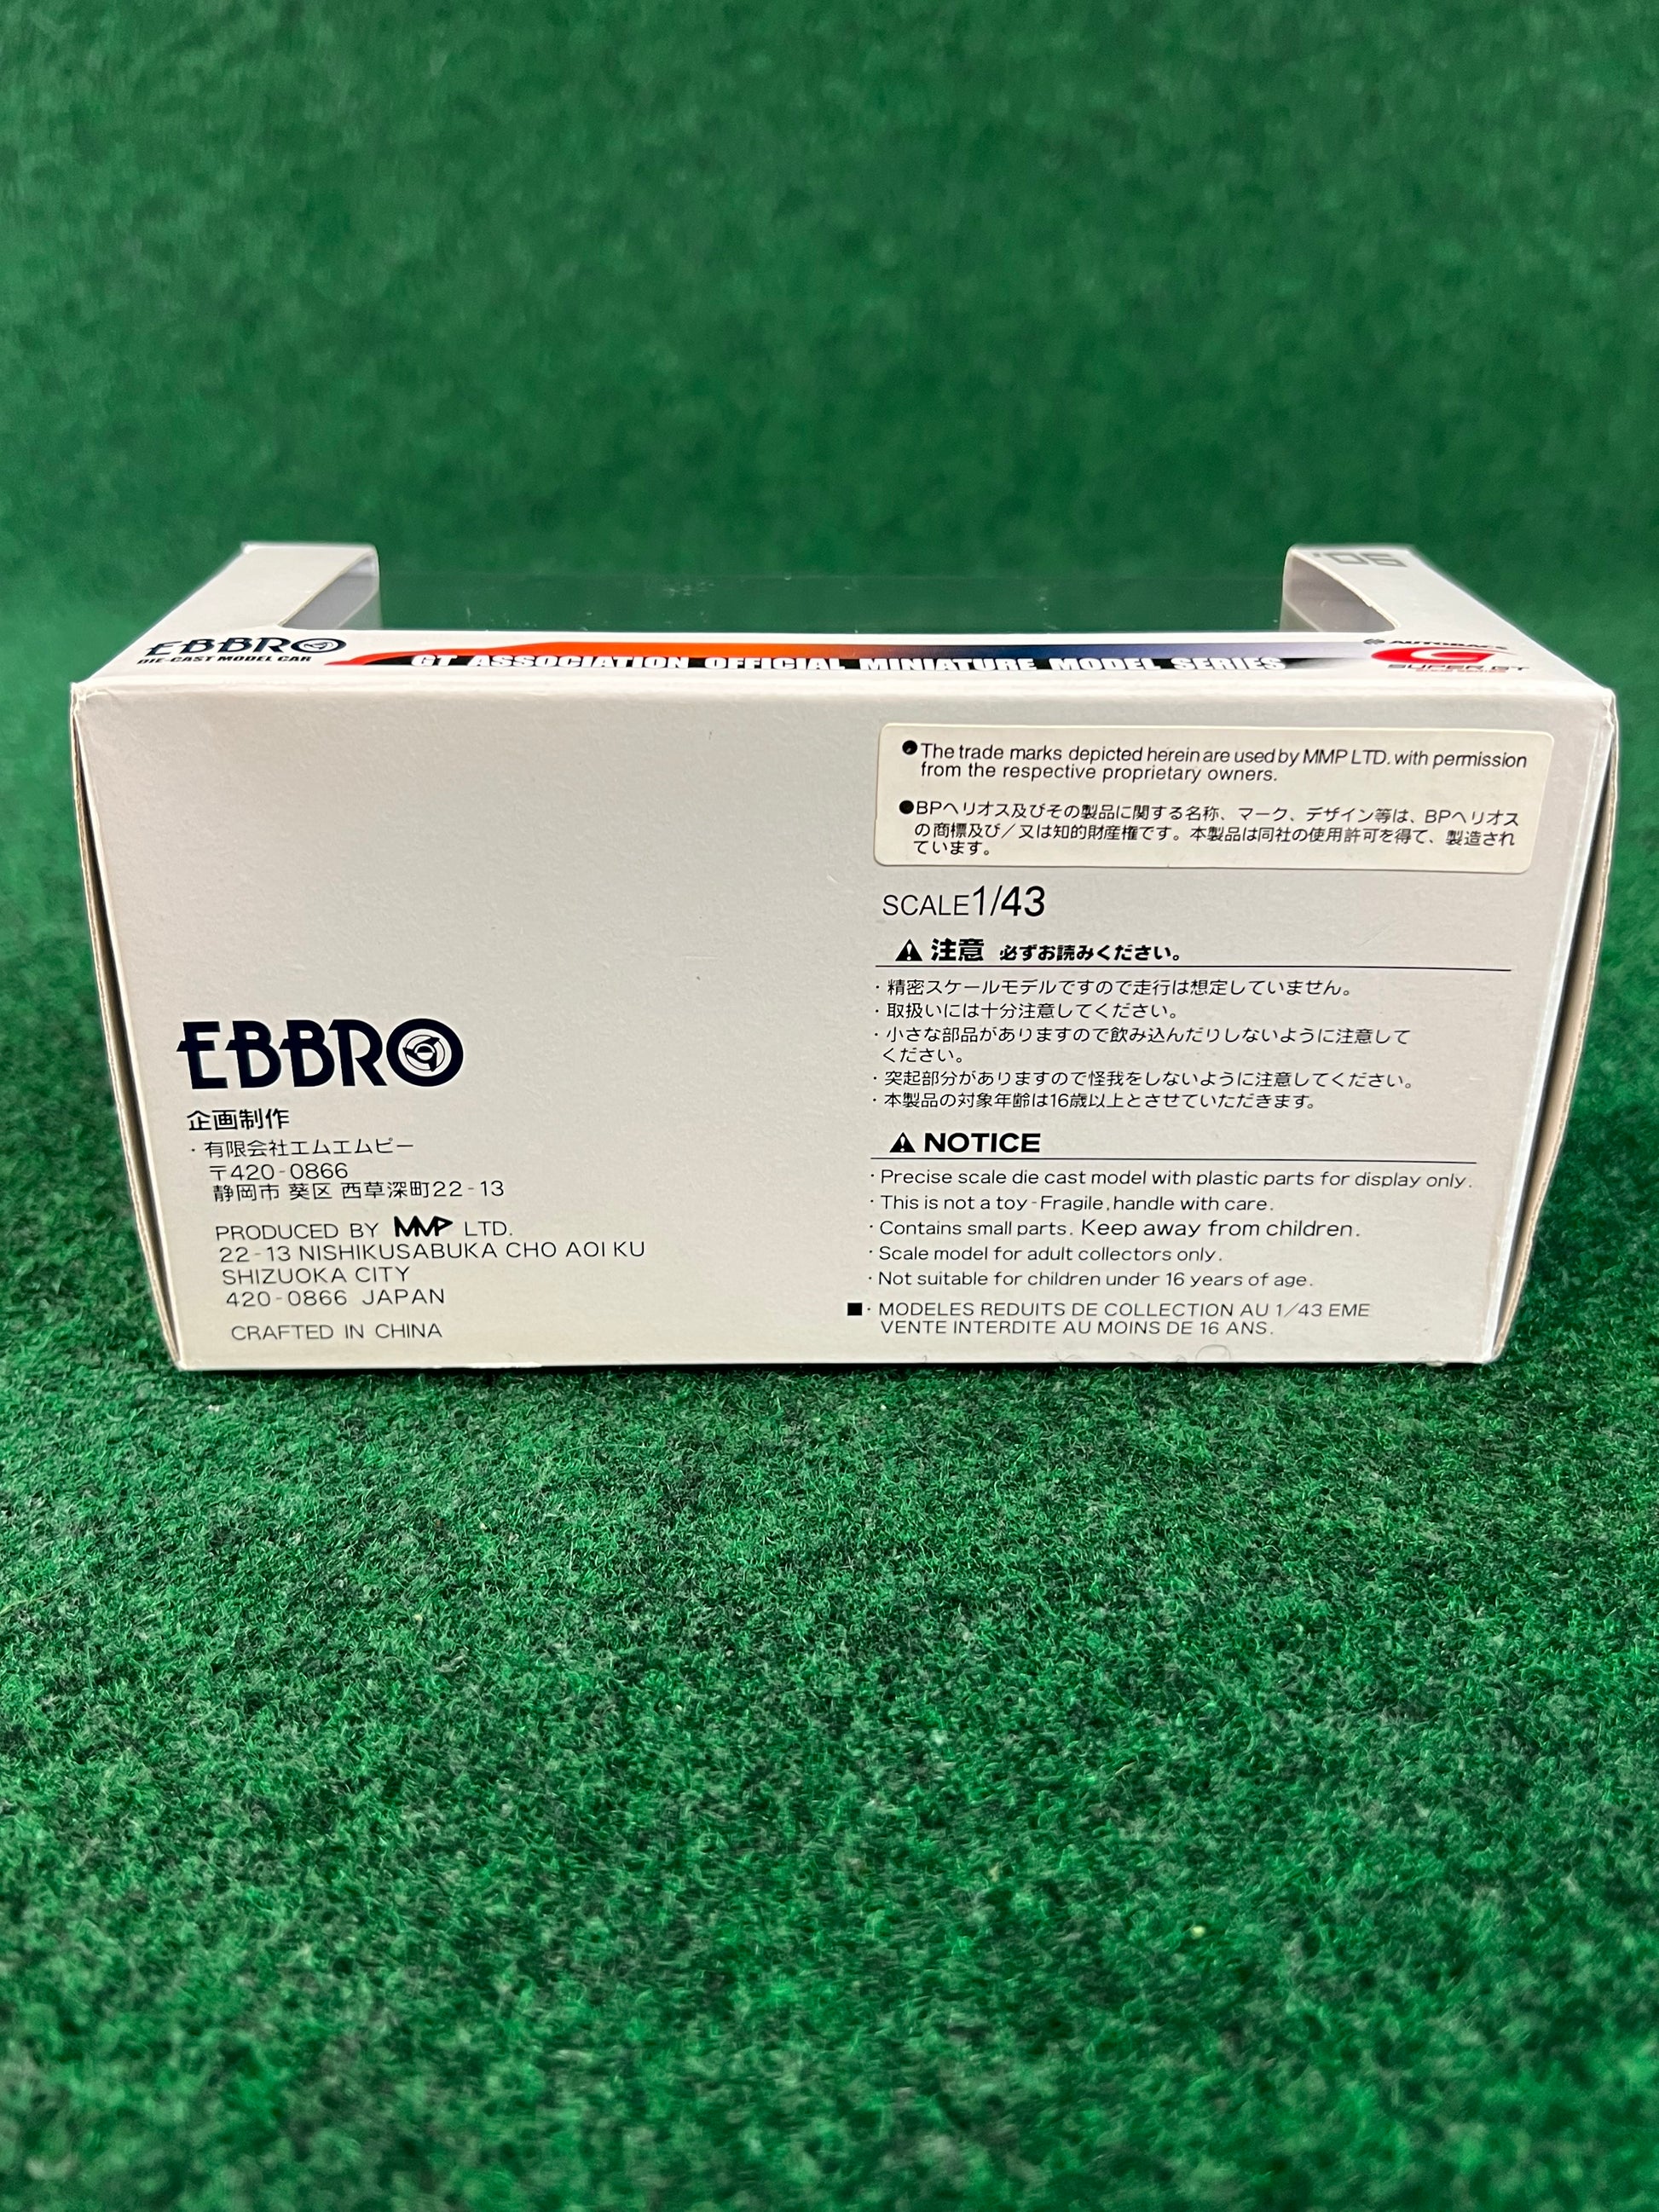 '06
EBBRO
DIE-CAST MODEL CAR
GT ASSOCIATION OFFICIAL MINIATURE MODEL SERIES
AUTOBACS
SUPER GT
●The trade marks depicted herein are used by MMP LTD. with permission
from the respective proprietary owners.
●BPヘリオス及びその製品に関する名称、マーク、デザイン等は、BPヘリオス
の商標及び／又は知的財産権です。本製品は同社の使用許可を得て、製造され
ています。
SCALE1/43
⚠ 注意 必ずお読みください。
・精密スケールモデルですので走行は想定していません。
・取扱いには十分注意してください。
・小さな部品がありますので飲み込んだりしないように注意して
ください。
・突起部分がありますので怪我をしないように注意してください。
・本製品の対象年齢は16歳以上とさせていただきます。
⚠ NOTICE
・Precise scale die cast model with plastic parts for display only.
・This is not a toy - Fragile, handle with care.
・Contains small parts. Keep away from children.
・Scale model for adult collectors only.
・Not suitable for children under 16 years of age.
■・MODELES REDUITS DE COLLECTION AU 1/43 EME
VENTE INTERDITE AU MOINS DE 16 ANS.
EBBRO
企画制作
・有限会社エムエムピー
〒420-0866
静岡市 葵区 西草深町22-13
PRODUCED BY MMP LTD.
22-13 NISHIKUSABUKA CHO AOI KU
SHIZUOKA CITY
420-0866 JAPAN
CRAFTED IN CHINA